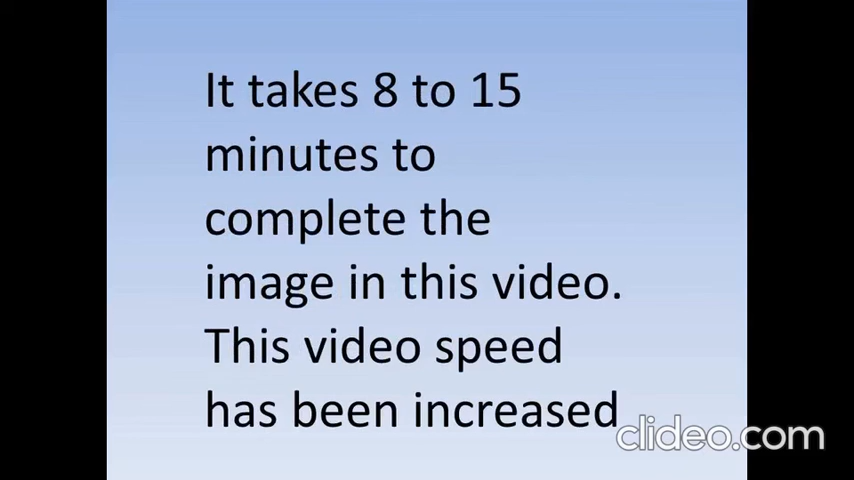 It takes 8 to 15
minutes to
complete the
image in this video.
This video speed
has been increased
clideo.com